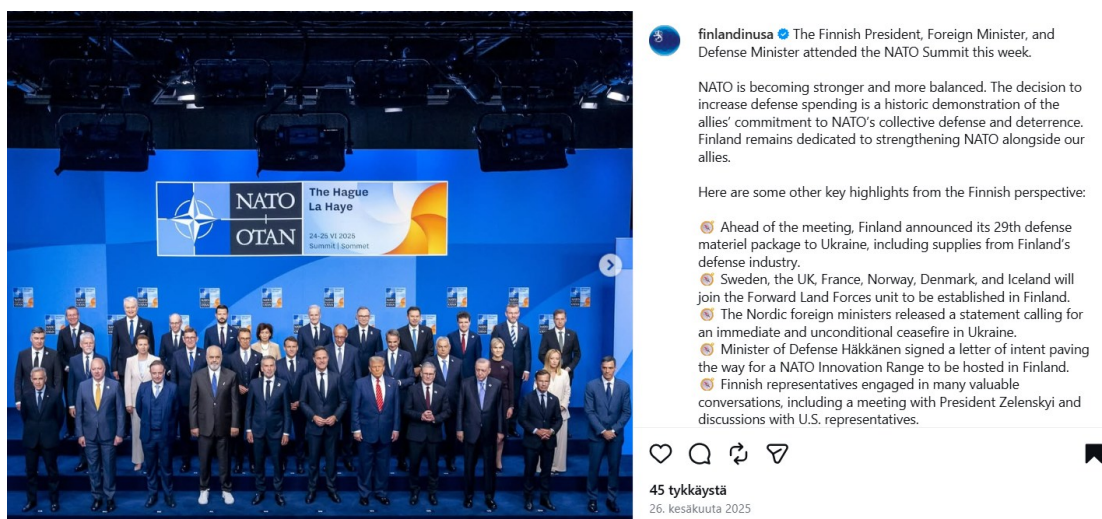 NATO
OTAN
The Hague
La Haye
24-25 VI 2025
Summit | Sommet
finlandinusa The Finnish President, Foreign Minister, and
Defense Minister attended the NATO Summit this week.
NATO is becoming stronger and more balanced. The decision to
increase defense spending is a historic demonstration of the
allies' commitment to NATO's collective defense and deterrence.
Finland remains dedicated to strengthening NATO alongside our
allies.
Here are some other key highlights from the Finnish perspective:
🧭 Ahead of the meeting, Finland announced its 29th defense
materiel package to Ukraine, including supplies from Finland's
defense industry.
🧭 Sweden, the UK, France, Norway, Denmark, and Iceland will
join the Forward Land Forces unit to be established in Finland.
🧭 The Nordic foreign ministers released a statement calling for
an immediate and unconditional ceasefire in Ukraine.
🧭 Minister of Defense Häkkänen signed a letter of intent paving
the way for a NATO Innovation Range to be hosted in Finland.
🧭 Finnish representatives engaged in many valuable
conversations, including a meeting with President Zelenskyi and
discussions with U.S. representatives.
45 tykkäystä
26. kesäkuuta 2025